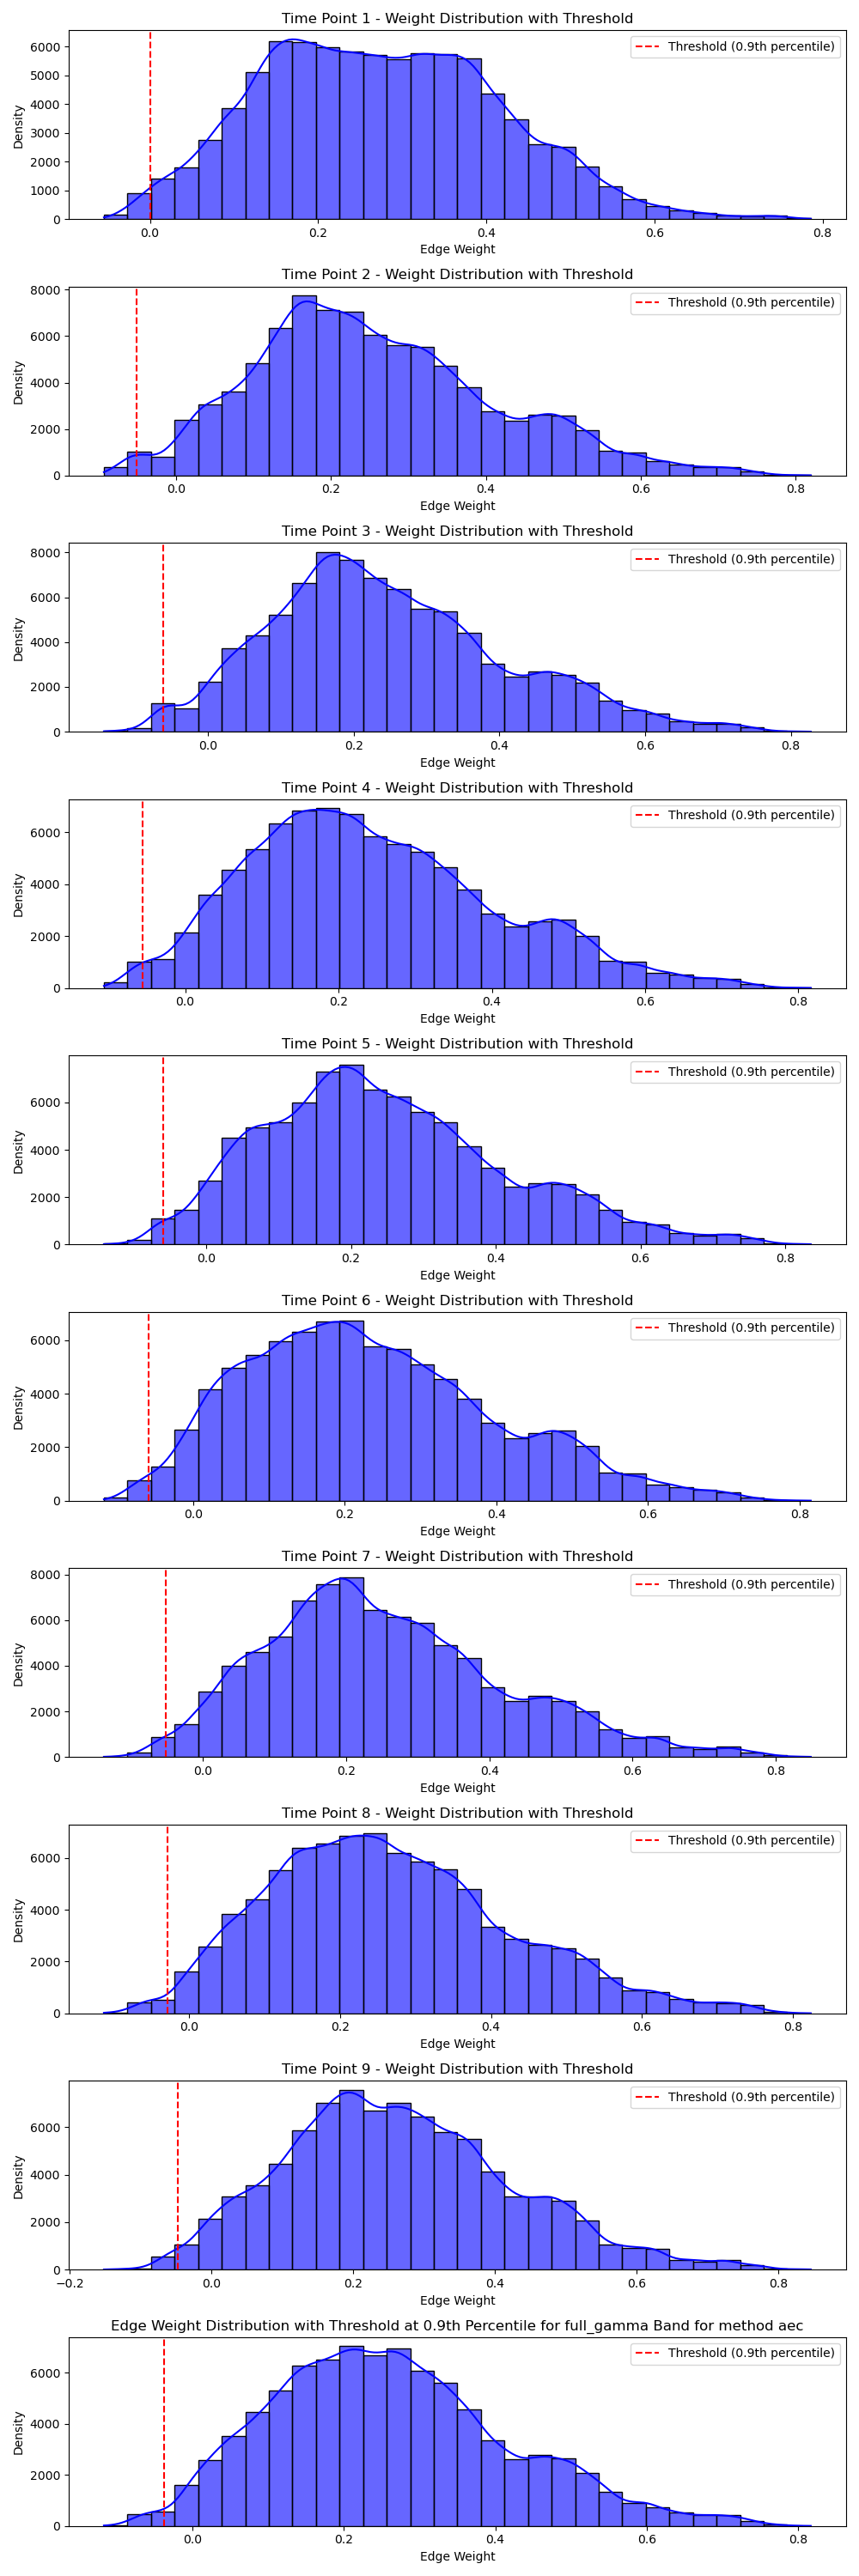 Time Point 1 - Weight Distribution with Threshold
Threshold (0.9th percentile)
Density
6000
5000
4000
3000
2000
1000
0
0.0 0.2 0.4 0.6 0.8
Edge Weight
Time Point 2 - Weight Distribution with Threshold
Threshold (0.9th percentile)
Density
8000
6000
4000
2000
0
0.0 0.2 0.4 0.6 0.8
Edge Weight
Time Point 3 - Weight Distribution with Threshold
Threshold (0.9th percentile)
Density
8000
6000
4000
2000
0
0.0 0.2 0.4 0.6 0.8
Edge Weight
Time Point 4 - Weight Distribution with Threshold
Threshold (0.9th percentile)
Density
6000
4000
2000
0
0.0 0.2 0.4 0.6 0.8
Edge Weight
Time Point 5 - Weight Distribution with Threshold
Threshold (0.9th percentile)
Density
6000
4000
2000
0
0.0 0.2 0.4 0.6 0.8
Edge Weight
Time Point 6 - Weight Distribution with Threshold
Threshold (0.9th percentile)
Density
6000
4000
2000
0
0.0 0.2 0.4 0.6 0.8
Edge Weight
Time Point 7 - Weight Distribution with Threshold
Threshold (0.9th percentile)
Density
8000
6000
4000
2000
0
0.0 0.2 0.4 0.6 0.8
Edge Weight
Time Point 8 - Weight Distribution with Threshold
Threshold (0.9th percentile)
Density
6000
4000
2000
0
0.0 0.2 0.4 0.6 0.8
Edge Weight
Time Point 9 - Weight Distribution with Threshold
Threshold (0.9th percentile)
Density
6000
4000
2000
0
−0.2 0.0 0.2 0.4 0.6 0.8
Edge Weight
Edge Weight Distribution with Threshold at 0.9th Percentile for full_gamma Band for method aec
Threshold (0.9th percentile)
Density
6000
4000
2000
0
0.0 0.2 0.4 0.6 0.8
Edge Weight